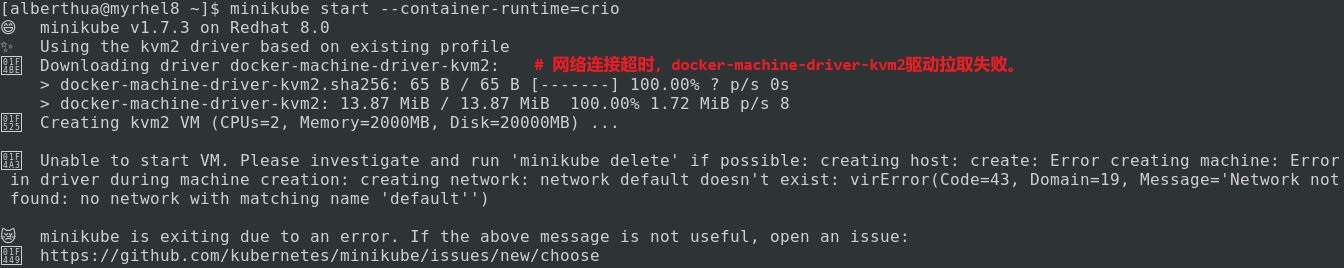 [alberthua@myrhel8 ~]$ minikube start --container-runtime=crio
😄 minikube v1.7.3 on Redhat 8.0
✨ Using the kvm2 driver based on existing profile
01F4BE Downloading driver docker-machine-driver-kvm2: # 网络连接超时，docker-machine-driver-kvm2驱动拉取失败。
> docker-machine-driver-kvm2.sha256: 65 B / 65 B [-------] 100.00% ? p/s 0s
> docker-machine-driver-kvm2: 13.87 MiB / 13.87 MiB 100.00% 1.72 MiB p/s 8
01F525 Creating kvm2 VM (CPUs=2, Memory=2000MB, Disk=20000MB) ...
01F4A3 Unable to start VM. Please investigate and run 'minikube delete' if possible: creating host: create: Error creating machine: Error
in driver during machine creation: creating network: network default doesn't exist: virError(Code=43, Domain=19, Message='Network not
found: no network with matching name 'default'')
😿 minikube is exiting due to an error. If the above message is not useful, open an issue:
01F449 https://github.com/kubernetes/minikube/issues/new/choose